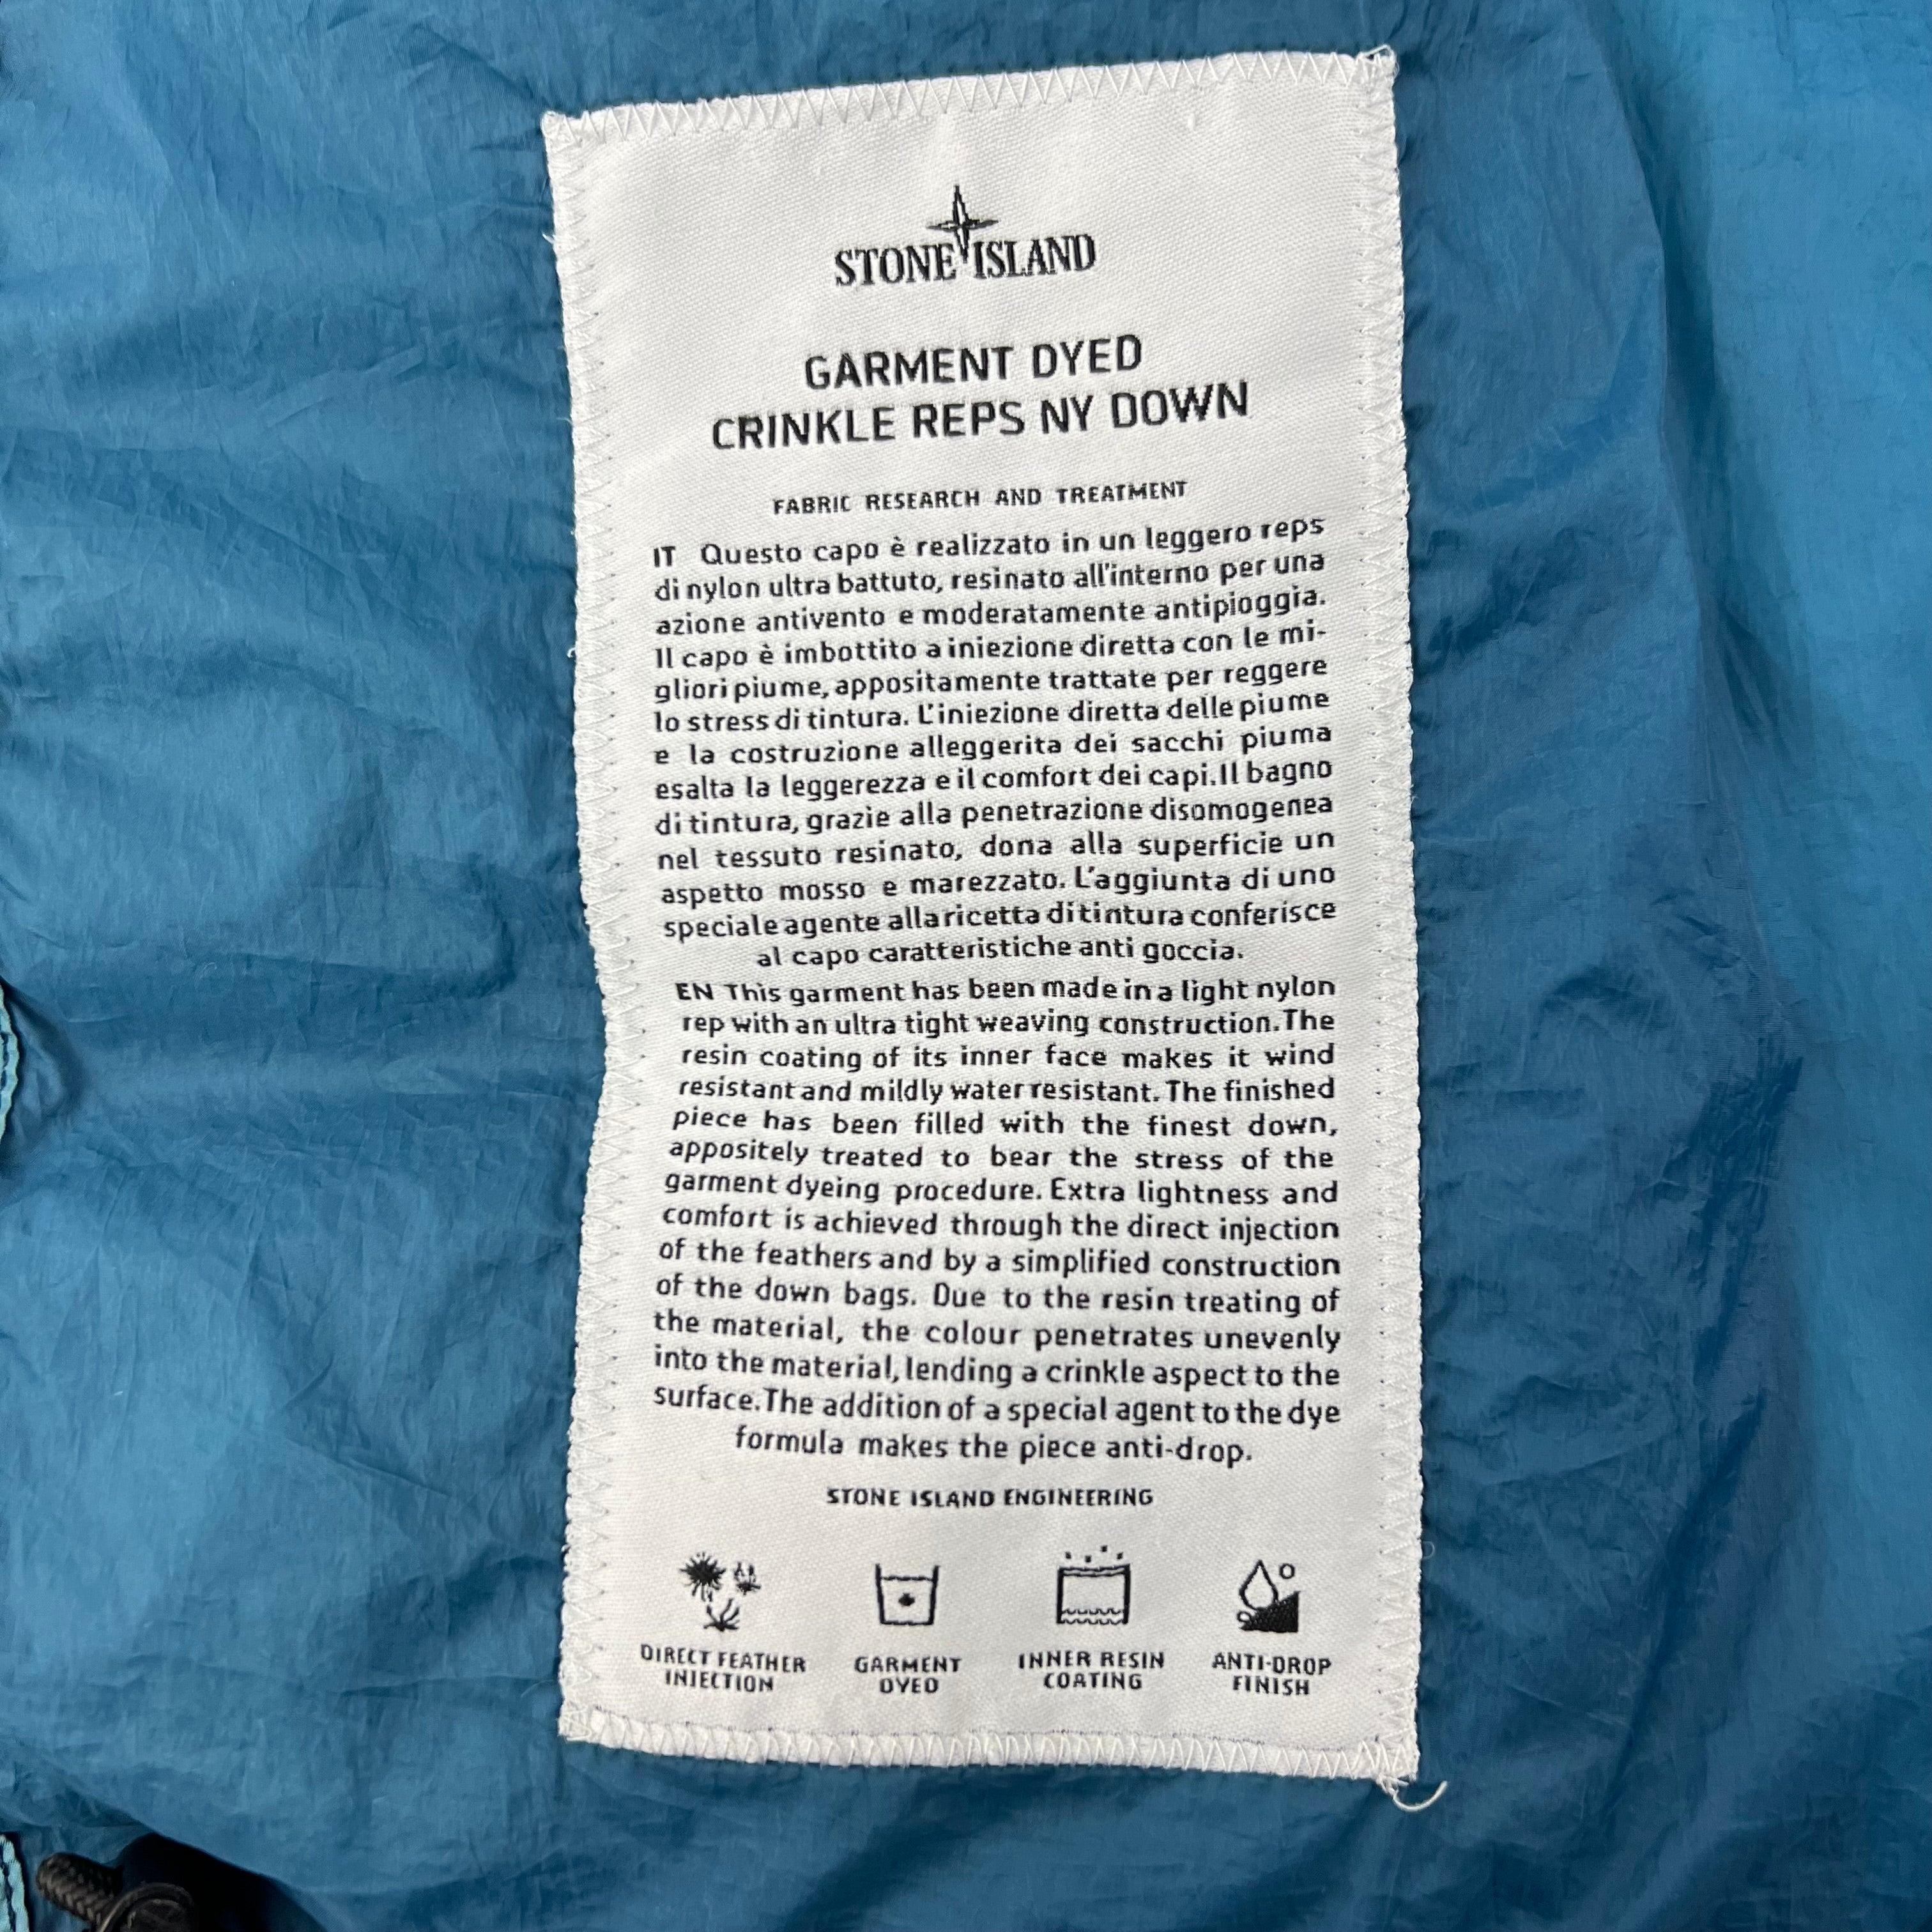 STONE ISLAND
GARMENT DYED
CRINKLE REPS NY DOWN
FABRIC RESEARCH AND TREATMENT
IT Questo capo è realizzato in un leggero reps
di nylon ultra battuto, resinato all'interno per una
azione antivento e moderatamente antipioggia.
Il capo è imbottito a iniezione diretta con le mi-
gliori piume, appositamente trattate per reggere
lo stress di tintura. L'iniezione diretta delle piume
e la costruzione alleggerita dei sacchi piuma
esalta la leggerezza e il comfort dei capi.Il bagno
di tintura, grazie alla penetrazione disomogenea
nel tessuto resinato, dona alla superficie un
aspetto mosso e marezzato. L'aggiunta di uno
speciale agente alla ricetta di tintura conferisce
al capo caratteristiche anti goccia.
EN This garment has been made in a light nylon
rep with an ultra tight weaving construction.The
resin coating of its inner face makes it wind
resistant and mildly water resistant. The finished
piece has been filled with the finest down,
appositely treated to bear the stress of the
garment dyeing procedure. Extra lightness and
comfort is achieved through the direct injection
of the feathers and by a simplified construction
of the down bags. Due to the resin treating of
the material, the colour penetrates unevenly
into the material, lending a crinkle aspect to the
surface.The addition of a special agent to the dye
formula makes the piece anti-drop.
STONE ISLAND ENGINEERING
DIRECT FEATHER
INJECTION
GARMENT
DYED
INNER RESIN
COATING
ANTI-DROP
FINISH